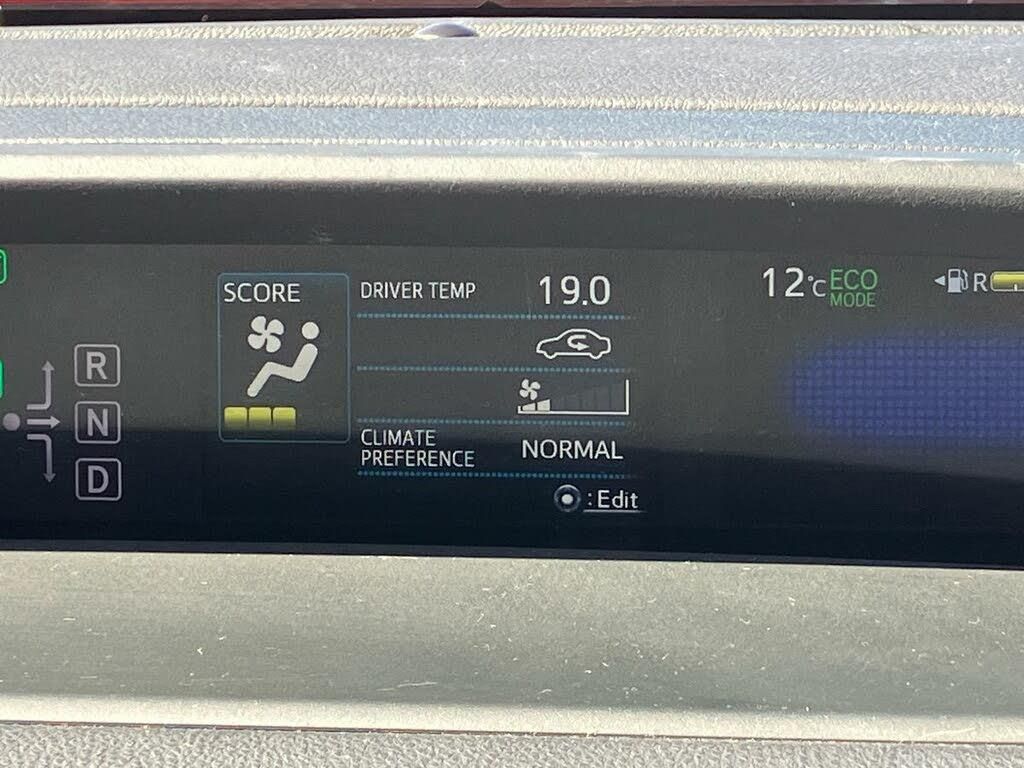 SCORE
DRIVER TEMP 19.0
12°C ECO
MODE
R
R
N
D
CLIMATE
PREFERENCE NORMAL
:Edit